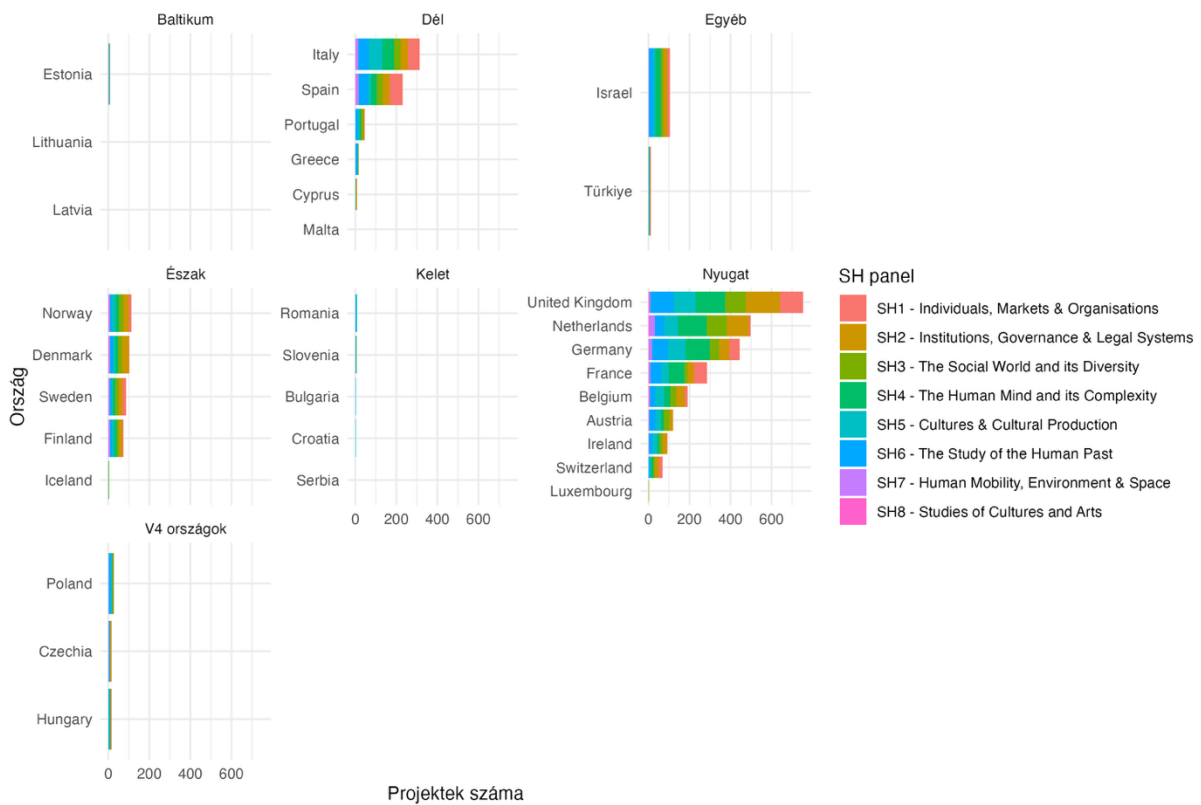 Baltikum
Estonia
Lithuania
Latvia
Dél
Italy
Spain
Portugal
Greece
Cyprus
Malta
0 200 400 600
Egyéb
Israel
Türkiye
Ország
Észak
Norway
Denmark
Sweden
Finland
Iceland
Kelet
Romania
Slovenia
Bulgaria
Croatia
Serbia
0 200 400 600
Nyugat
United Kingdom
Netherlands
Germany
France
Belgium
Austria
Ireland
Switzerland
Luxembourg
0 200 400 600
V4 országok
Poland
Czechia
Hungary
0 200 400 600
Projektek száma
SH panel
SH1 - Individuals, Markets & Organisations
SH2 - Institutions, Governance & Legal Systems
SH3 - The Social World and its Diversity
SH4 - The Human Mind and its Complexity
SH5 - Cultures & Cultural Production
SH6 - The Study of the Human Past
SH7 - Human Mobility, Environment & Space
SH8 - Studies of Cultures and Arts